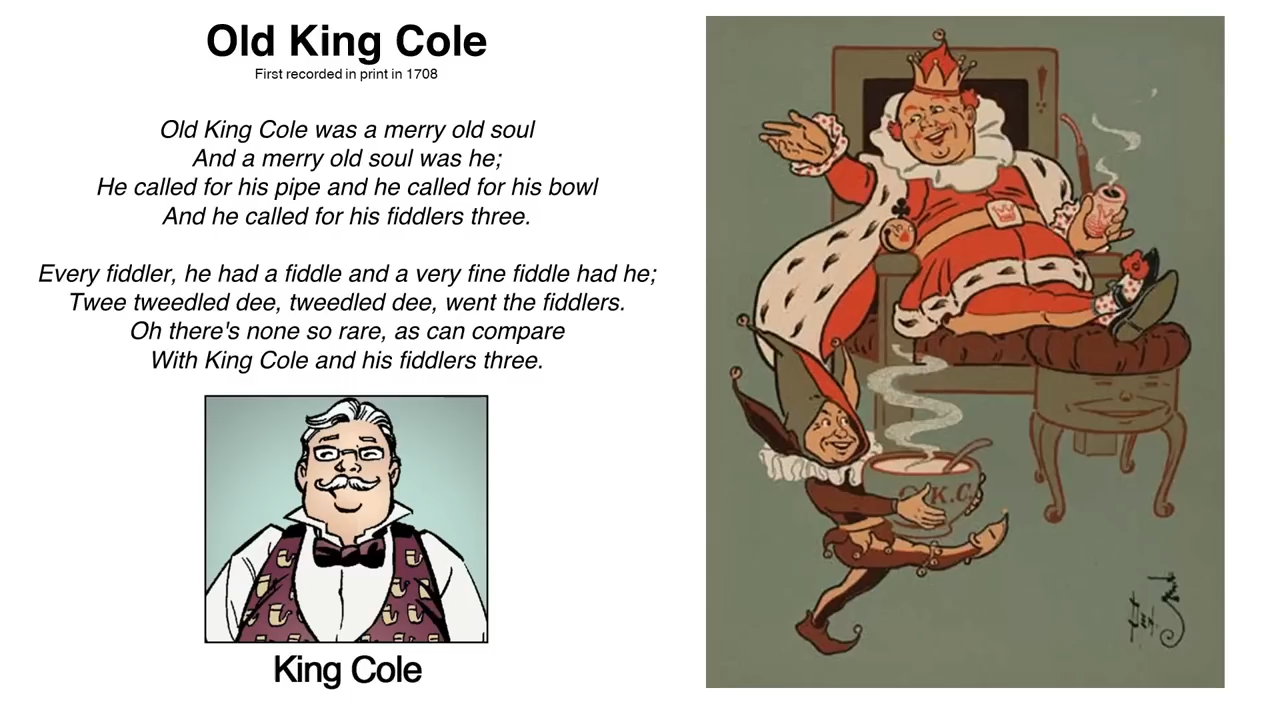 Old King Cole
First recorded in print in 1708
Old King Cole was a merry old soul
And a merry old soul was he;
He called for his pipe and he called for his bowl
And he called for his fiddlers three.
Every fiddler, he had a fiddle and a very fine fiddle had he;
Twee tweedled dee, tweedled dee, went the fiddlers.
Oh there's none so rare, as can compare
With King Cole and his fiddlers three.
King Cole
K.C.